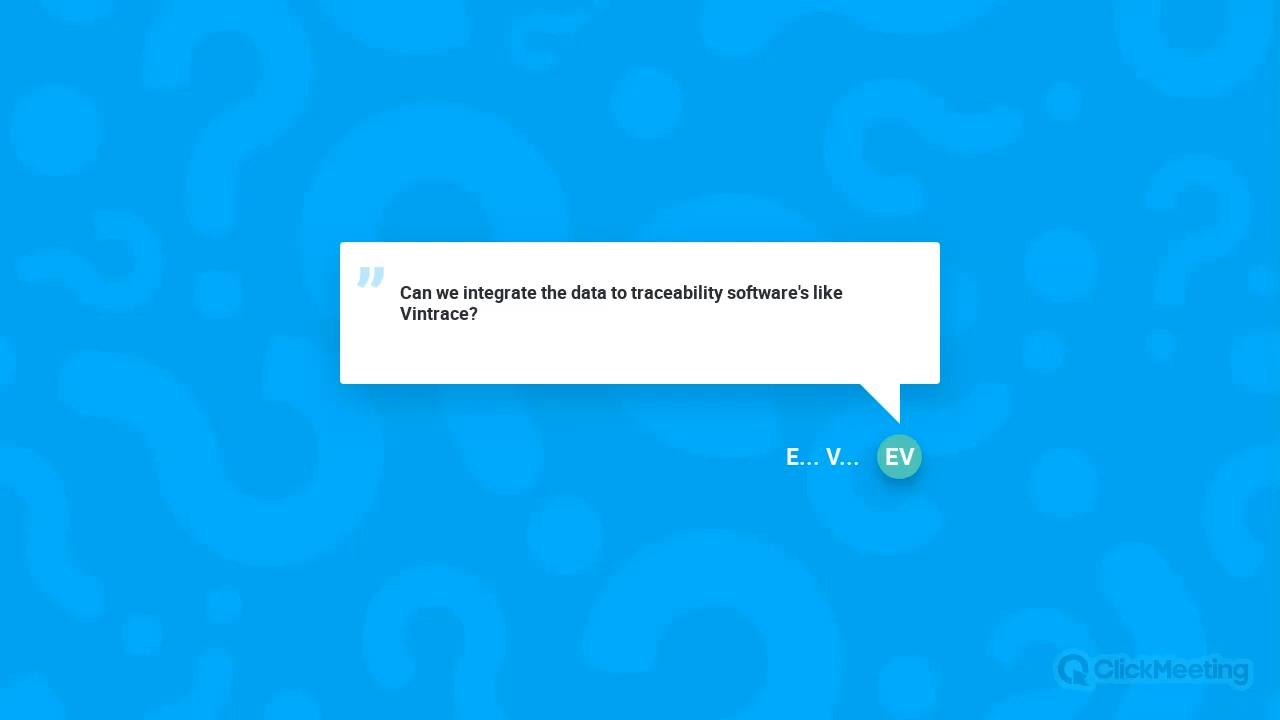 Can we integrate the data to traceability software's like
Vintrace?
E... V... EV
ClickMeeting